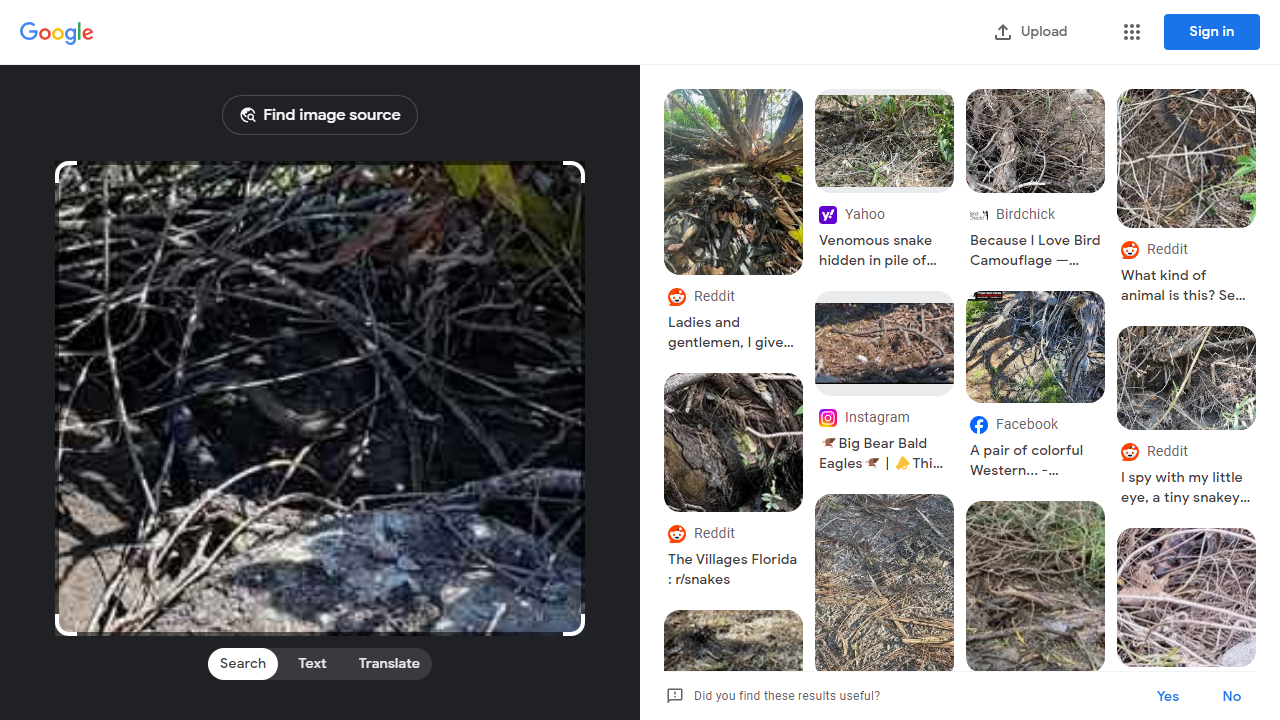 Google
Upload
Sign in
Find image source
Search
Text
Translate
Reddit
Ladies and
gentlemen, I give…
Reddit
The Villages Florida
: r/snakes
Yahoo
Venomous snake
hidden in pile of…
Instagram
🦅Big Bear Bald
Eagles🦅 | 📣Thi…
Birdchick
Because I Love Bird
Camouflage —…
Facebook
A pair of colorful
Western... -…
Reddit
What kind of
animal is this? Se…
Reddit
I spy with my little
eye, a tiny snakey…
Did you find these results useful?
Yes
No